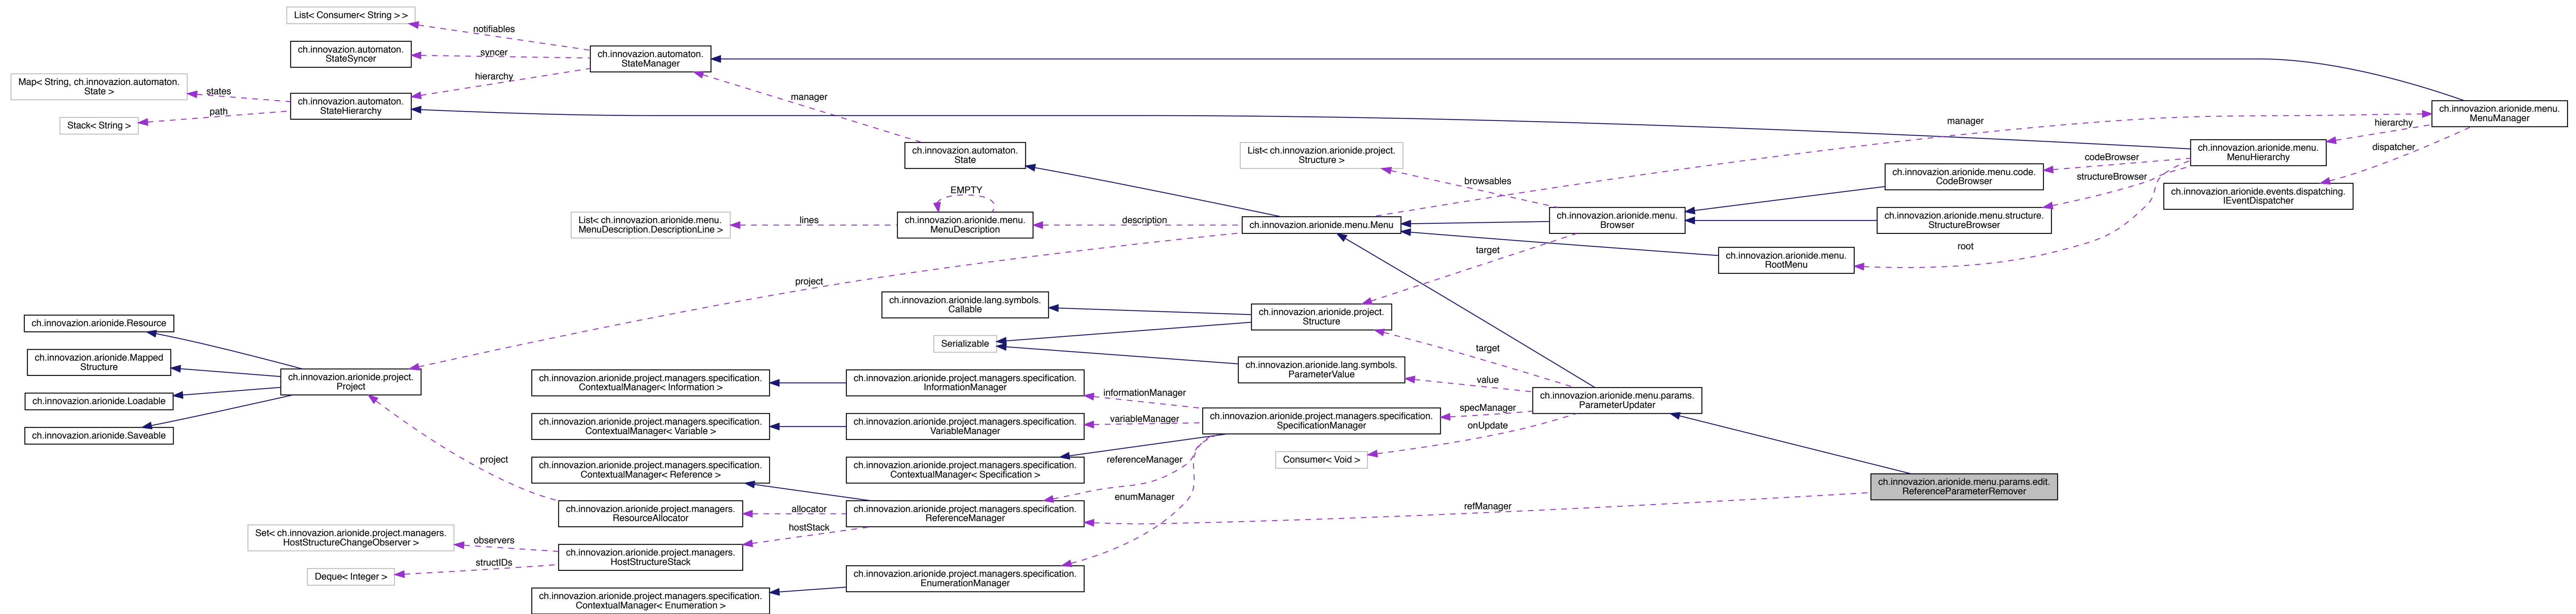 List< Consumer< String > >
notifiables
ch.innovazion.automaton.
StateSyncer
syncer
ch.innovazion.automaton.
StateManager
hierarchy
Map< String, ch.innovazion.automaton.
State >
states
ch.innovazion.automaton.
StateHierarchy
path
Stack< String >
manager
ch.innovazion.automaton.
State
List< ch.innovazion.arionide.project.
Structure >
browsables
manager
ch.innovazion.arionide.menu.
MenuManager
hierarchy
dispatcher
ch.innovazion.arionide.menu.
MenuHierarchy
codeBrowser
structureBrowser
ch.innovazion.arionide.menu.code.
CodeBrowser
ch.innovazion.arionide.events.dispatching.
IEventDispatcher
EMPTY
List< ch.innovazion.arionide.menu.
MenuDescription.DescriptionLine >
lines
ch.innovazion.arionide.menu.
MenuDescription
description
ch.innovazion.arionide.menu.Menu
ch.innovazion.arionide.menu.
Browser
ch.innovazion.arionide.menu.structure.
StructureBrowser
root
target
ch.innovazion.arionide.menu.
RootMenu
project
ch.innovazion.arionide.lang.symbols.
Callable
ch.innovazion.arionide.project.
Structure
ch.innovazion.arionide.Resource
Serializable
target
ch.innovazion.arionide.Mapped
Structure
ch.innovazion.arionide.project.
Project
ch.innovazion.arionide.lang.symbols.
ParameterValue
value
ch.innovazion.arionide.project.managers.specification.
ContextualManager< Information >
ch.innovazion.arionide.project.managers.specification.
InformationManager
informationManager
ch.innovazion.arionide.menu.params.
ParameterUpdater
ch.innovazion.arionide.Loadable
specManager
ch.innovazion.arionide.Saveable
ch.innovazion.arionide.project.managers.specification.
ContextualManager< Variable >
ch.innovazion.arionide.project.managers.specification.
VariableManager
variableManager
ch.innovazion.arionide.project.managers.specification.
SpecificationManager
onUpdate
project
ch.innovazion.arionide.project.managers.specification.
ContextualManager< Reference >
ch.innovazion.arionide.project.managers.specification.
ContextualManager< Specification >
referenceManager
Consumer< Void >
ch.innovazion.arionide.menu.params.edit.
ReferenceParameterRemover
enumManager
refManager
ch.innovazion.arionide.project.managers.
ResourceAllocator
allocator
ch.innovazion.arionide.project.managers.specification.
ReferenceManager
hostStack
Set< ch.innovazion.arionide.project.managers.
HostStructureChangeObserver >
observers
ch.innovazion.arionide.project.managers.
HostStructureStack
structIDs
Deque< Integer >
ch.innovazion.arionide.project.managers.specification.
EnumerationManager
ch.innovazion.arionide.project.managers.specification.
ContextualManager< Enumeration >